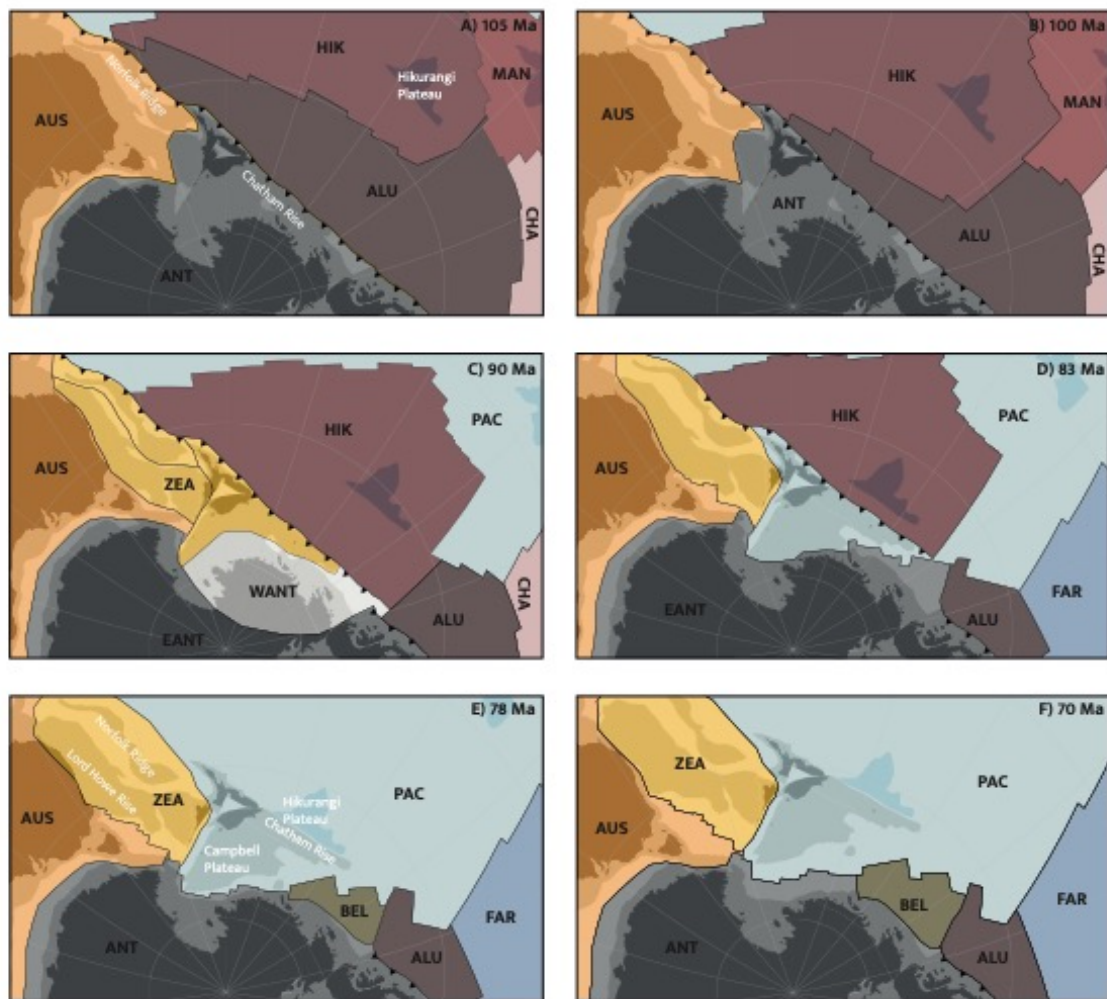 A) 105 Ma
HIK
MAN
Norfolk Ridge
Hikurangi
Plateau
AUS
ALU
Chatham Rise
CHA
ANT
B) 100 Ma
HIK
MAN
AUS
ANT
ALU
CHA
C) 90 Ma
PAC
HIK
AUS
ZEA
WANT
CHA
ALU
EANT
D) 83 Ma
HIK
PAC
AUS
EANT
ALU
FAR
E) 78 Ma
Norfolk Ridge
Lord Howe Rise
ZEA
PAC
Hikurangi
Plateau
AUS
Chatham Rise
Campbell
Plateau
BEL
FAR
ANT
ALU
F) 70 Ma
ZEA
PAC
AUS
BEL
FAR
ANT
ALU